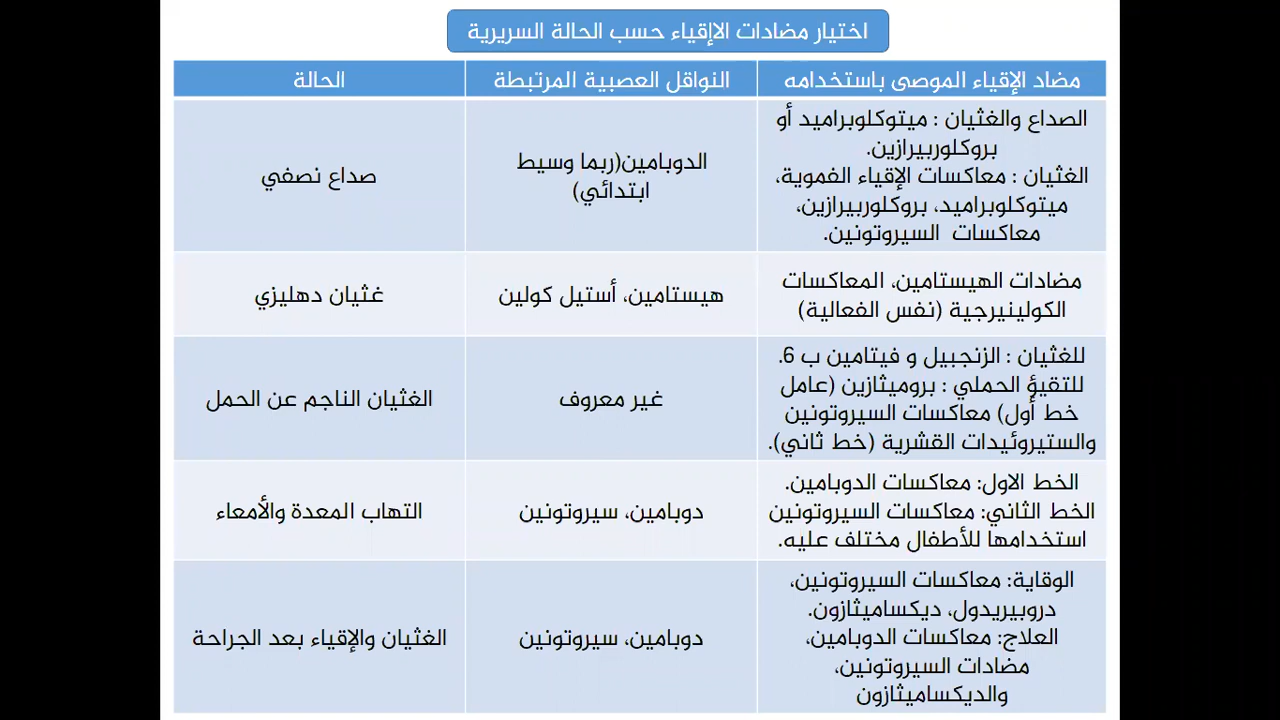 اختيار مضادات الاإقياء حسب الحالة السريرية
مضاد الإقياء الموصى باستخدامه
النواقل العصبية المرتبطة
الحالة
الصداع والغثيان : ميتوكلوبراميد أو
بروكلوربيرازين.
الغثيان : معاكسات الإقياء الفموية،
ميتوكلوبراميد، بروكلوربيرازين،
معاكسات السيروتونين.
الدوبامين(ربما وسيط
ابتدائي)
صداع نصفي
مضادات الهيستامين، المعاكسات
الكولينيرجية (نفس الفعالية)
هيستامين، أستيل كولين
غثيان دهليزي
للغثيان : الزنجبيل و فيتامين ب 6.
للتقيؤ الحملي : بروميثازين (عامل
خط أول) معاكسات السيروتونين
والستيروئيدات القشرية (خط ثاني).
غير معروف
الغثيان الناجم عن الحمل
الخط الاول: معاكسات الدوبامين.
الخط الثاني: معاكسات السيروتونين
استخدامها للأطفال مختلف عليه.
دوبامين، سيروتونين
التهاب المعدة والأمعاء
الوقاية: معاكسات السيروتونين،
دروبيريدول، ديكساميثازون.
العلاج: معاكسات الدوبامين،
مضادات السيروتونين،
والديكساميثازون
دوبامين، سيروتونين
الغثيان والإقياء بعد الجراحة